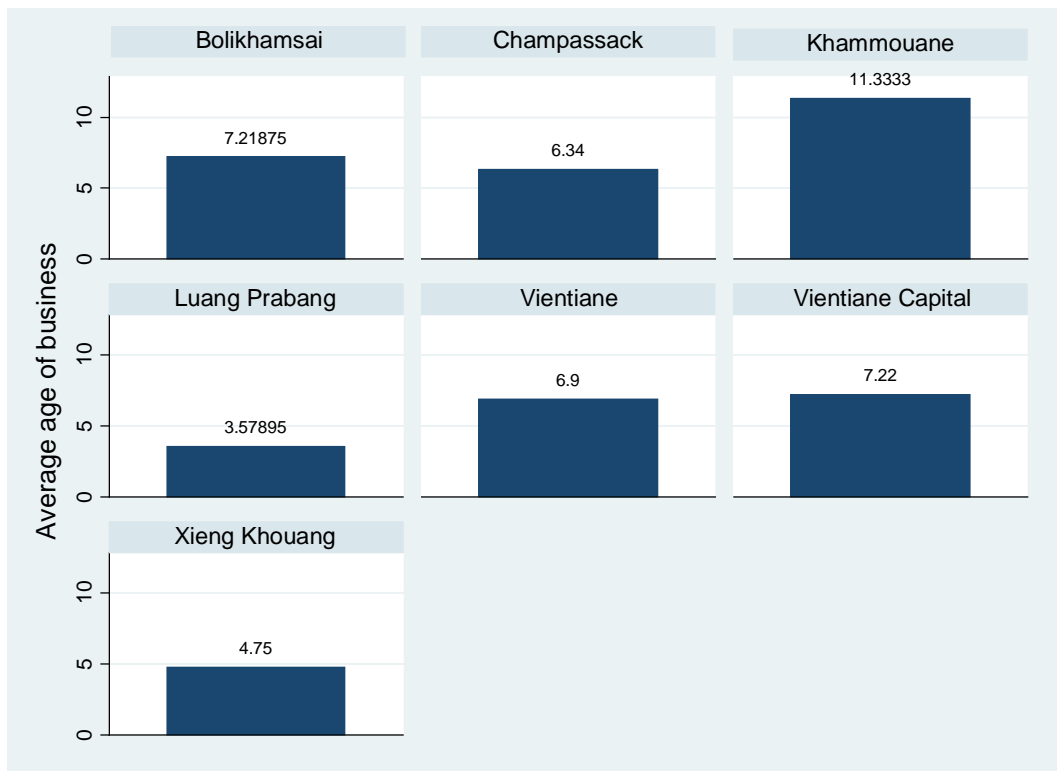 Average age of business
Bolikhamsai
Champassack
Khammouane
10
5
0
7.21875
6.34
11.3333
Luang Prabang
Vientiane
Vientiane Capital
10
5
0
3.57895
6.9
7.22
Xieng Khouang
10
5
0
4.75